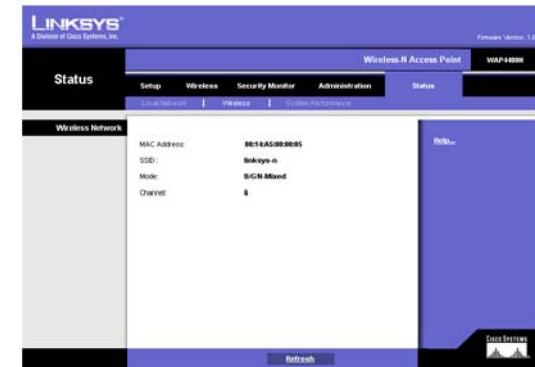 LINKSYS®
A Division of Cisco Systems, Inc.
Firmware Version: 1.0
Wireless-N Access Point
WAP4400N
Status
Setup
Wireless
Security Monitor
Administration
Status
Local Network
Wireless
System Performance
Wireless Network
MAC Address:
00:14:A5:00:00:05
SSID :
linksys-n
Mode:
B/G/N-Mixed
Channel:
6
Help...
Refresh
CISCO SYSTEMS